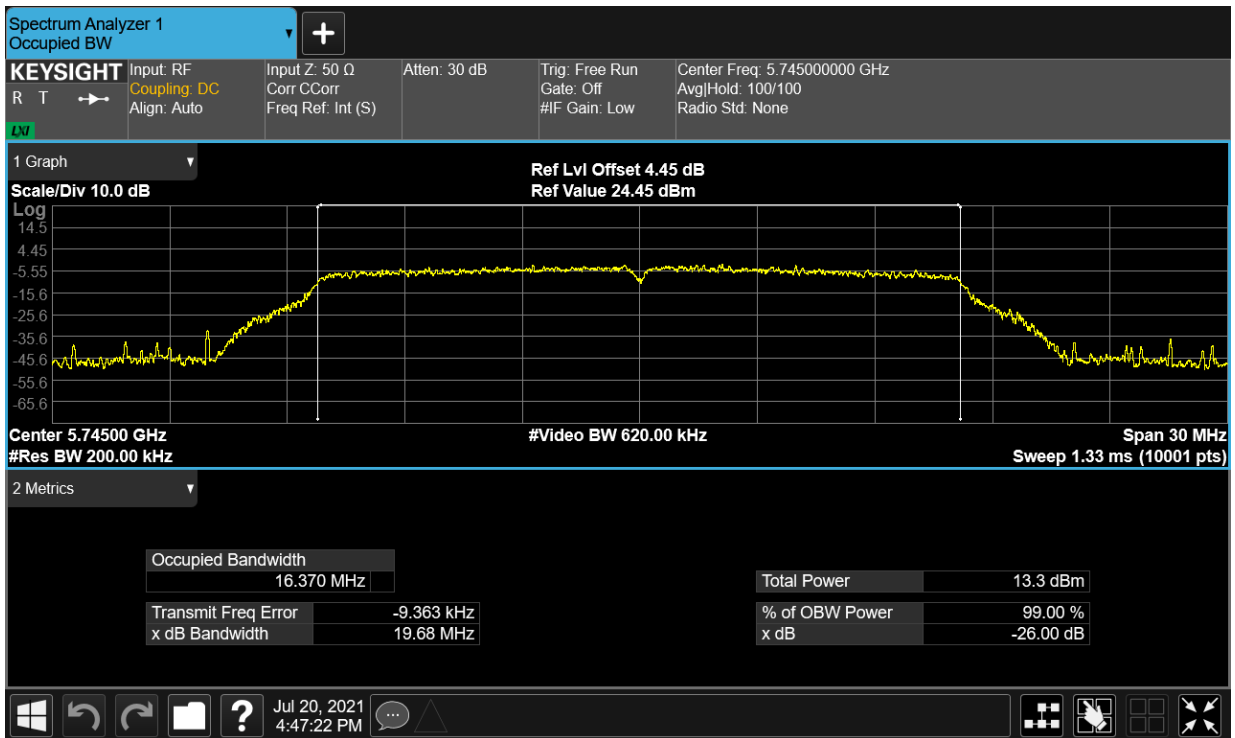 Spectrum Analyzer 1
Occupied BW
KEYSIGHT
R T
LXI
Input: RF
Coupling: DC
Align: Auto
Input Z: 50 Ω
Corr CCorr
Freq Ref: Int (S)
Atten: 30 dB
Trig: Free Run
Gate: Off
#IF Gain: Low
Center Freq: 5.745000000 GHz
Avg|Hold: 100/100
Radio Std: None
1 Graph
Scale/Div 10.0 dB
Ref Lvl Offset 4.45 dB
Ref Value 24.45 dBm
Log
14.5
4.45
-5.55
-15.6
-25.6
-35.6
-45.6
-55.6
-65.6
Center 5.74500 GHz
#Video BW 620.00 kHz
Span 30 MHz
#Res BW 200.00 kHz
Sweep 1.33 ms (10001 pts)
2 Metrics
Occupied Bandwidth
16.370 MHz
Total Power 13.3 dBm
Transmit Freq Error -9.363 kHz
% of OBW Power 99.00 %
x dB Bandwidth 19.68 MHz
x dB -26.00 dB
?
Jul 20, 2021
4:47:22 PM